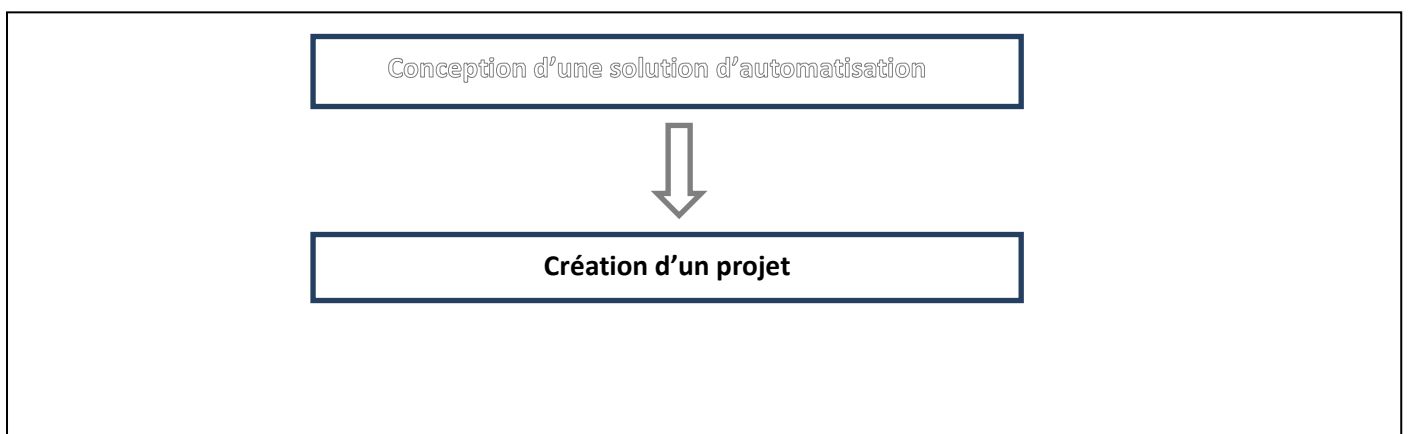 Conception d’une solution d’automatisation
Création d’un projet